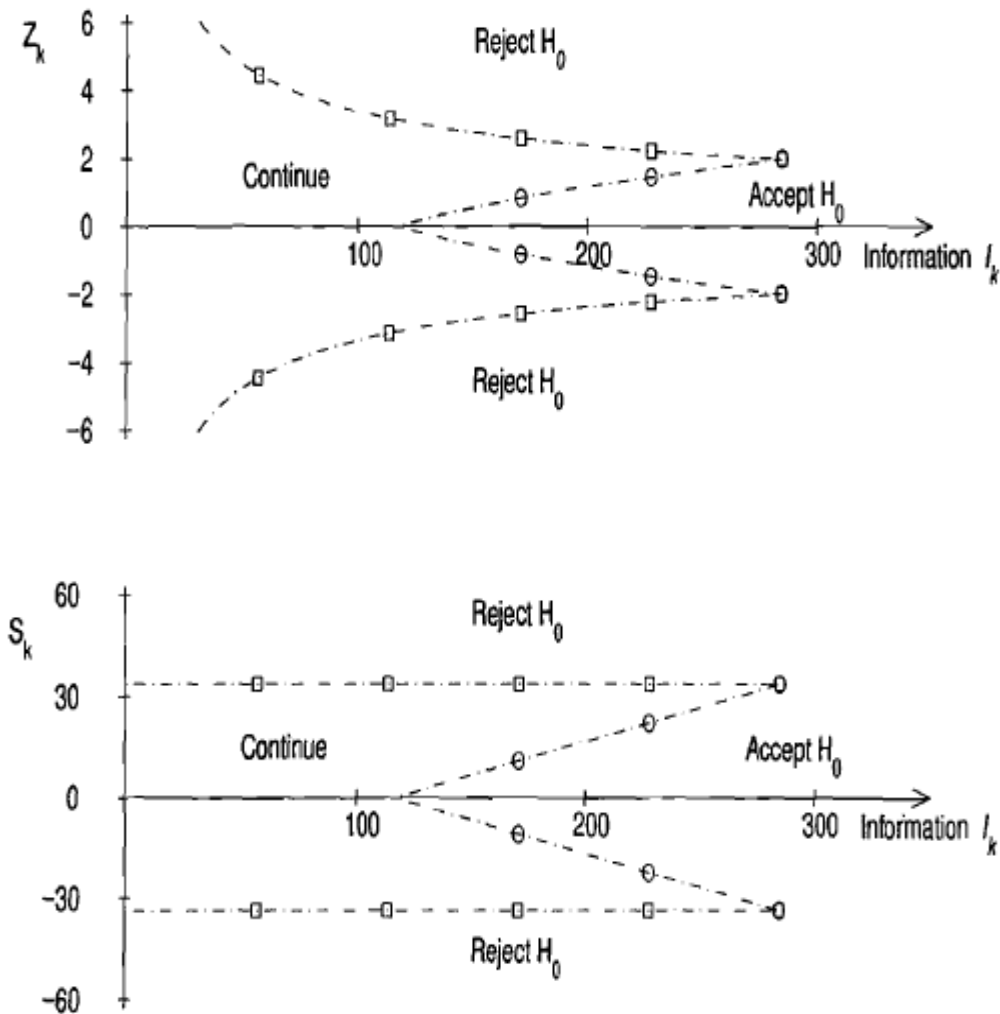 Z_k
6
Reject H_0
4
2
Continue
Accept H_0
0
100
200
300
Information I_k
−2
−4
Reject H_0
−6
60
Reject H_0
S_k
30
Continue
Accept H_0
0
100
200
300
Information I_k
−30
Reject H_0
−60